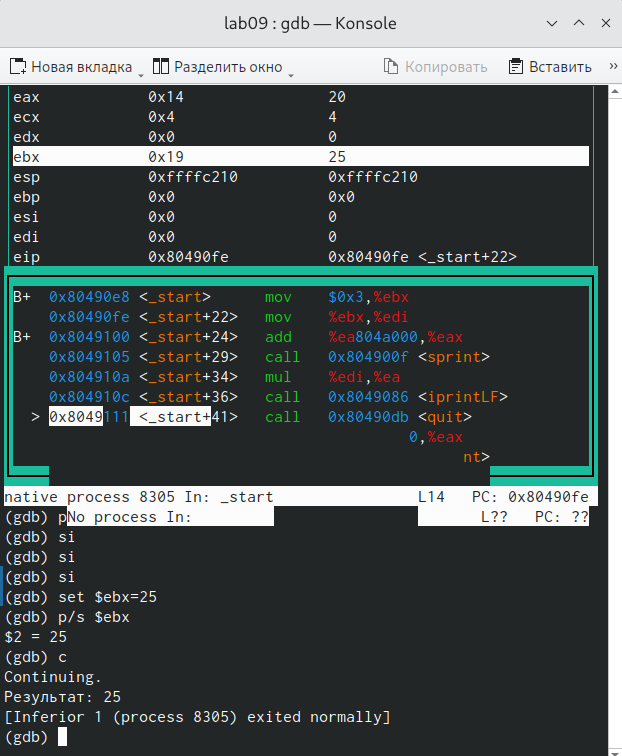 lab09 : gdb — Konsole
Новая вкладка Разделить окно Копировать Вставить »
eax 0x14 20
ecx 0x4 4
edx 0x0 0
ebx 0x19 25
esp 0xffffc210 0xffffc210
ebp 0x0 0x0
esi 0x0 0
edi 0x0 0
eip 0x80490fe 0x80490fe <_start+22>
B+ 0x80490e8 <_start> mov $0x3,%ebx
0x80490fe <_start+22> mov %ebx,%edi
B+ 0x8049100 <_start+24> add %ea804a000,%eax
0x8049105 <_start+29> call 0x804900f <sprint>
0x804910a <_start+34> mul %edi,%ea
0x804910c <_start+36> call 0x8049086 <iprintLF>
> 0x8049111 <_start+41> call 0x80490db <quit>
0,%eax
nt>
native process 8305 In: _start L14 PC: 0x80490fe
(gdb) pNo process In: L?? PC: ??
(gdb) si
(gdb) si
(gdb) si
(gdb) set $ebx=25
(gdb) p/s $ebx
$2 = 25
(gdb) c
Continuing.
Результат: 25
[Inferior 1 (process 8305) exited normally]
(gdb)